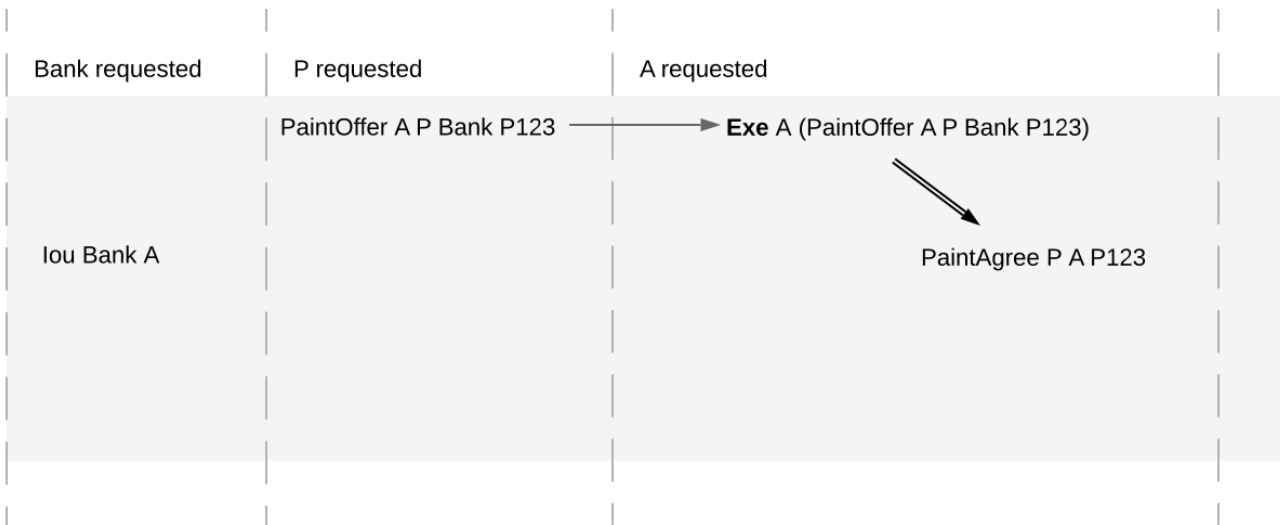 Bank requested
P requested
A requested
PaintOffer A P Bank P123
Exe A (PaintOffer A P Bank P123)
Iou Bank A
PaintAgree P A P123